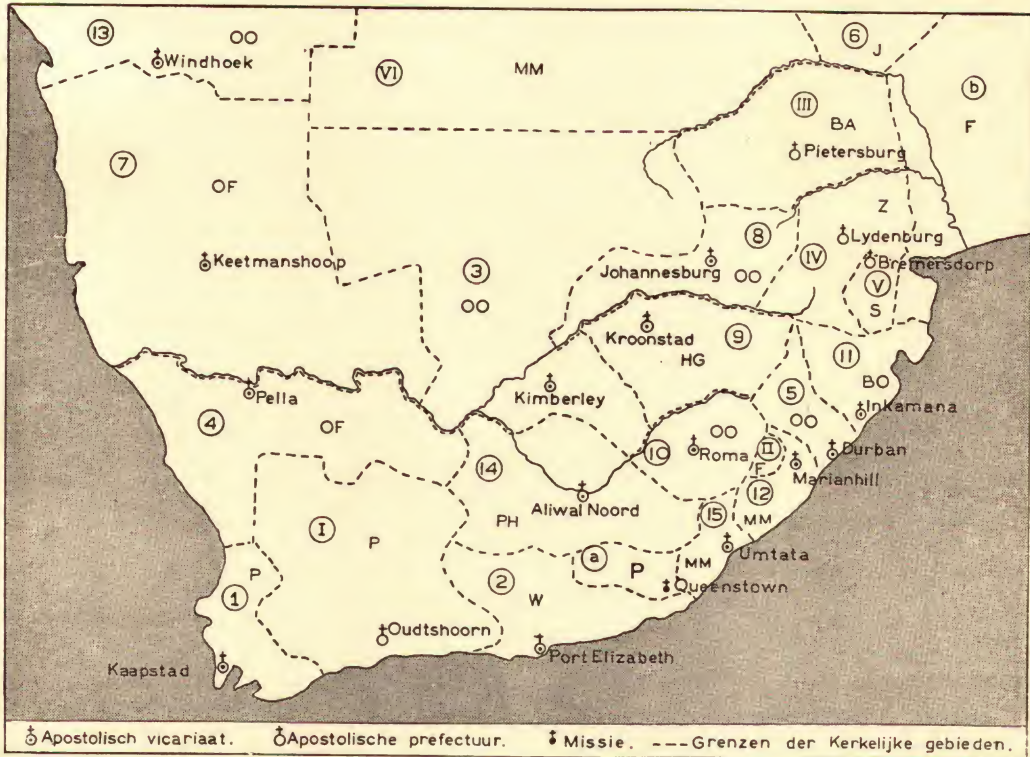 13
OO
Windhoek
VI
MM
6
J
b
F
III
BA
Pietersburg
7
OF
Z
Lydenburg
8
IV
Keetmanshoop
3
OO
Johannesburg
OO
Bremersdorp
V
S
Kroonstad
9
HG
11
BO
Kimberley
5
OO
Inkamana
Pella
4
OF
10
OO
Roma
II
F
Durban
Marianhill
14
Aliwal Noord
12
MM
15
I
P
PH
a
P
MM
Umtata
Queenstown
1
P
2
W
Oudtshoorn
Port Elizabeth
Kaapstad
Apostolisch vicariaat. Apostolische prefectuur. Missie. Grenzen der Kerkelijke gebieden.